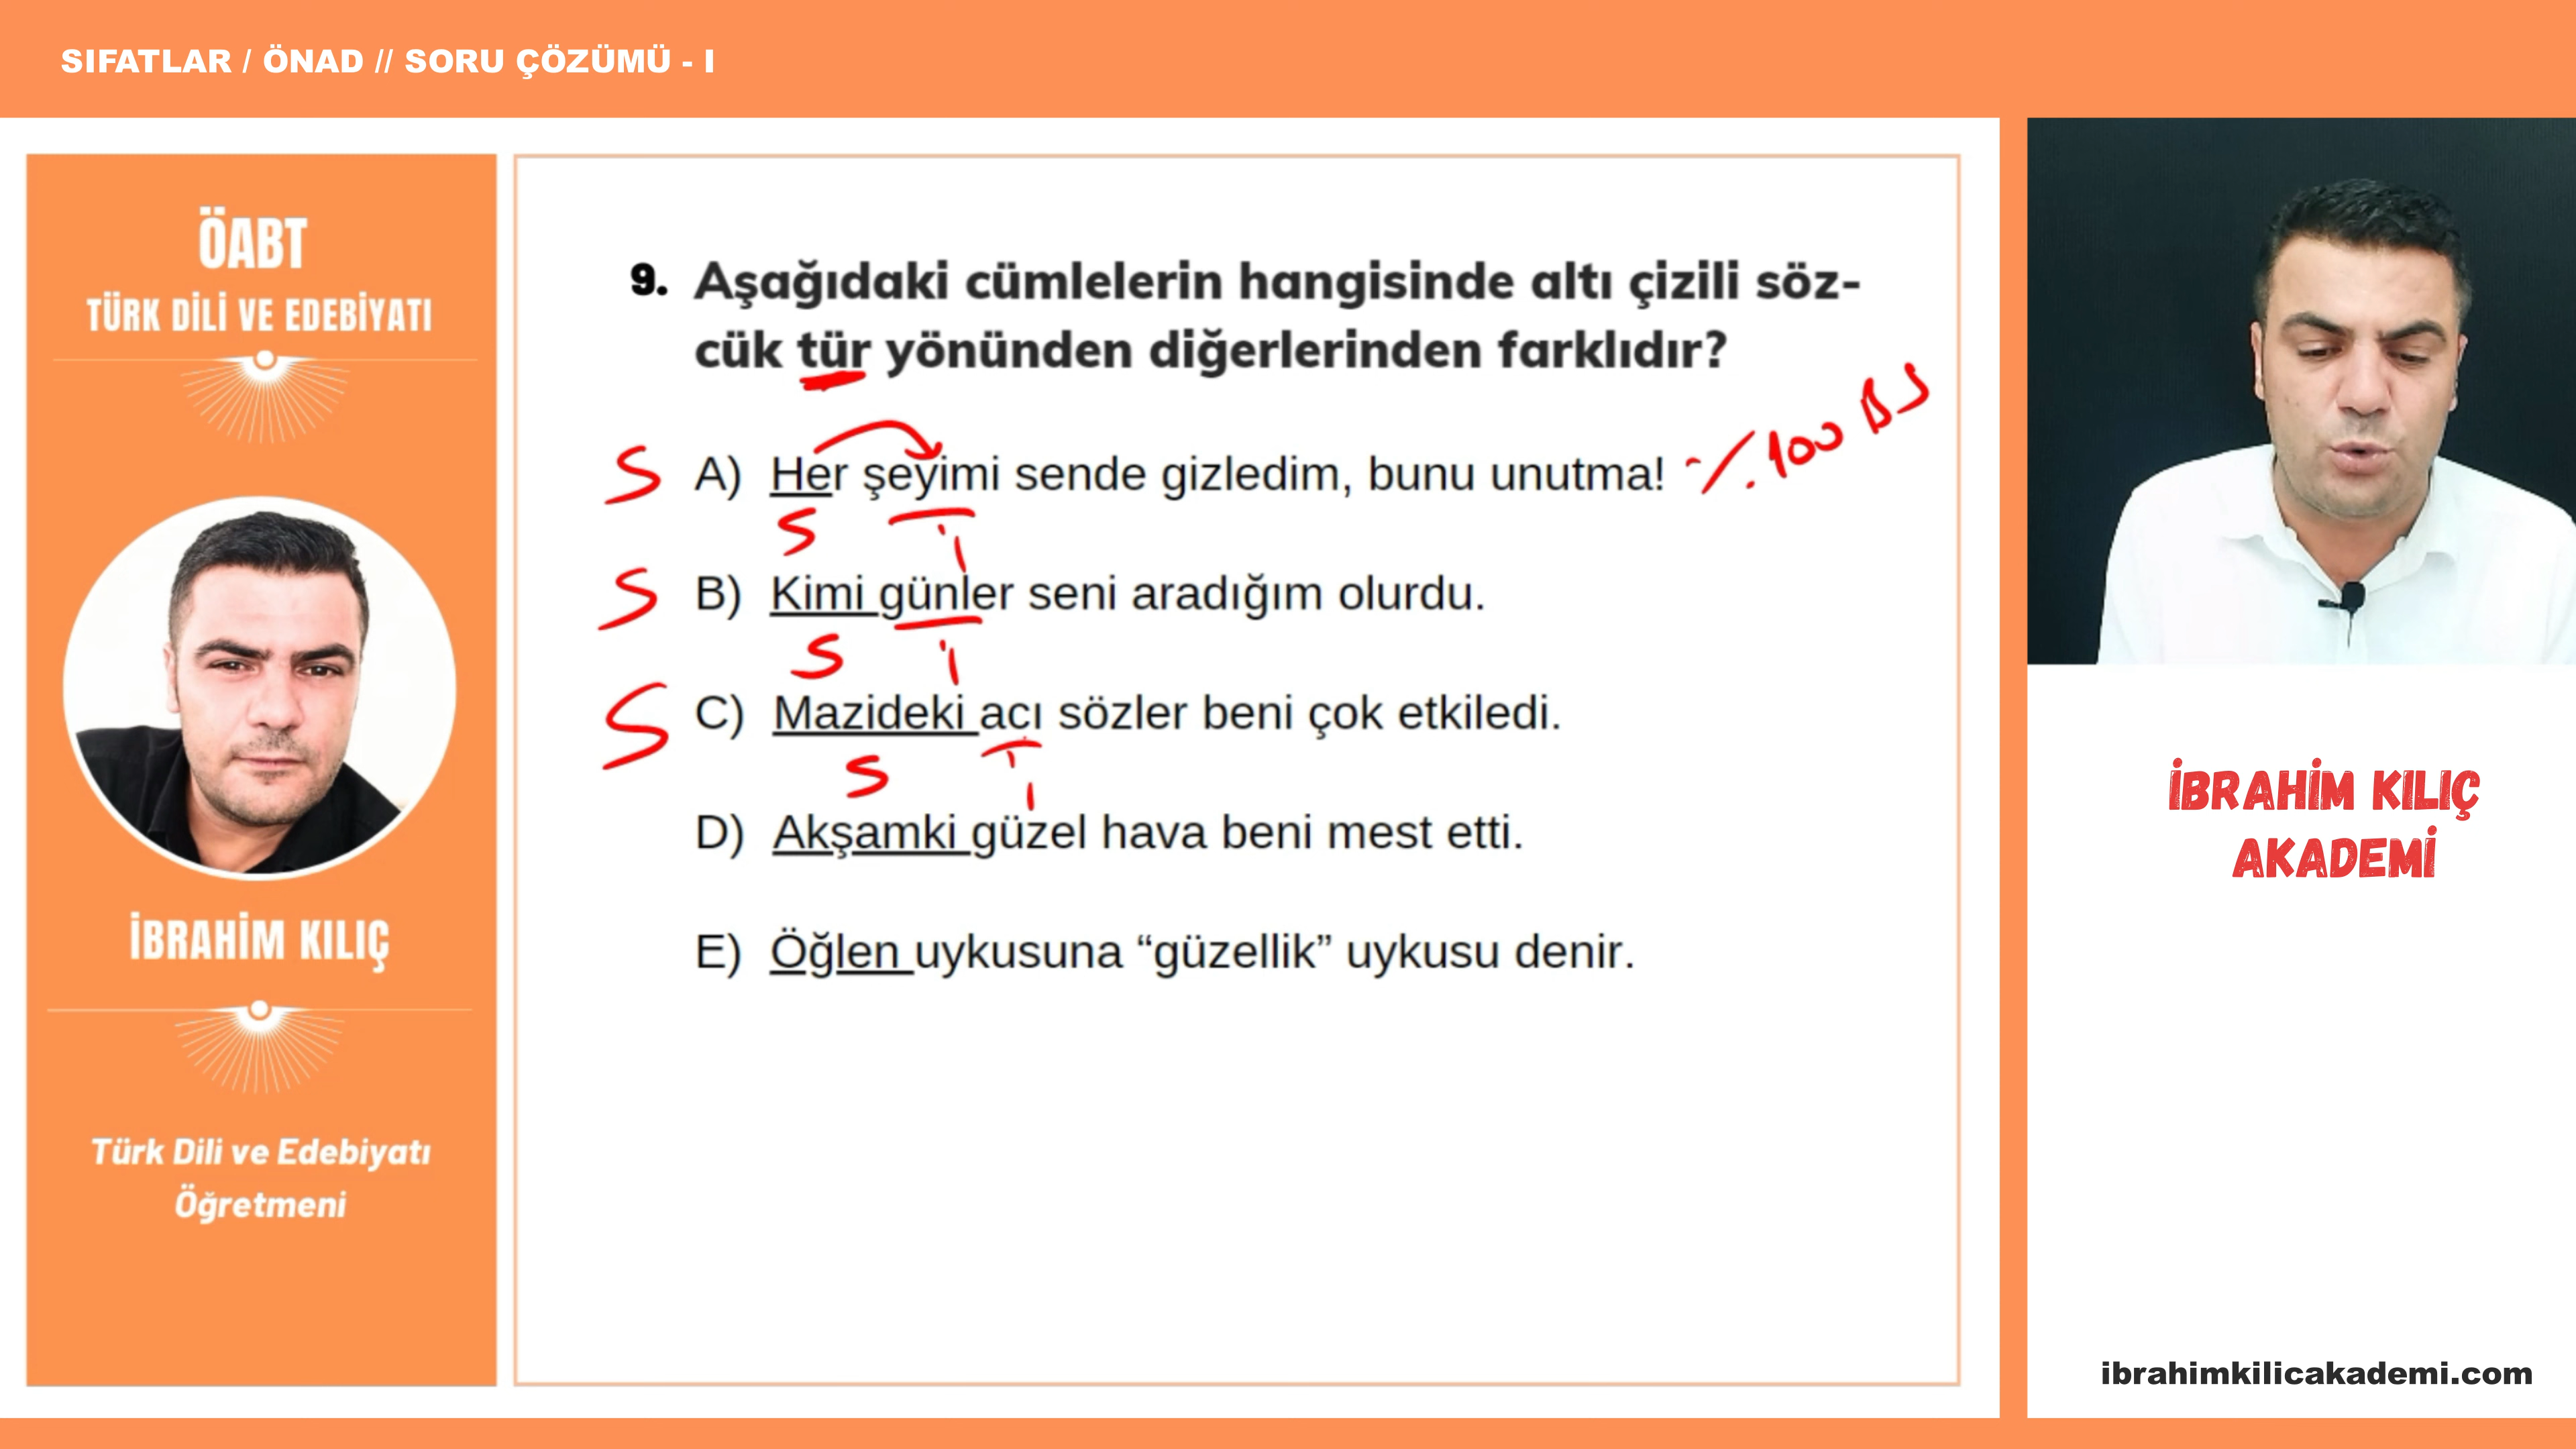 SIFATLAR / ÖNAD // SORU ÇÖZÜMÜ - I
ÖABT
TÜRK DİLİ VE EDEBİYATI
İBRAHİM KILIÇ
Türk Dili ve Edebiyatı
Öğretmeni
9. Aşağıdaki cümlelerin hangisinde altı çizili söz-
cük tür yönünden diğerlerinden farklıdır?
S A) Her şeyimi sende gizledim, bunu unutma! %100
S i
S B) Kimi günler seni aradığım olurdu.
S i
S C) Mazideki acı sözler beni çok etkiledi.
S i
D) Akşamki güzel hava beni mest etti.
E) Öğlen uykusuna “güzellik” uykusu denir.
İBRAHİM KILIÇ
AKADEMİ
ibrahimkilicakademi.com